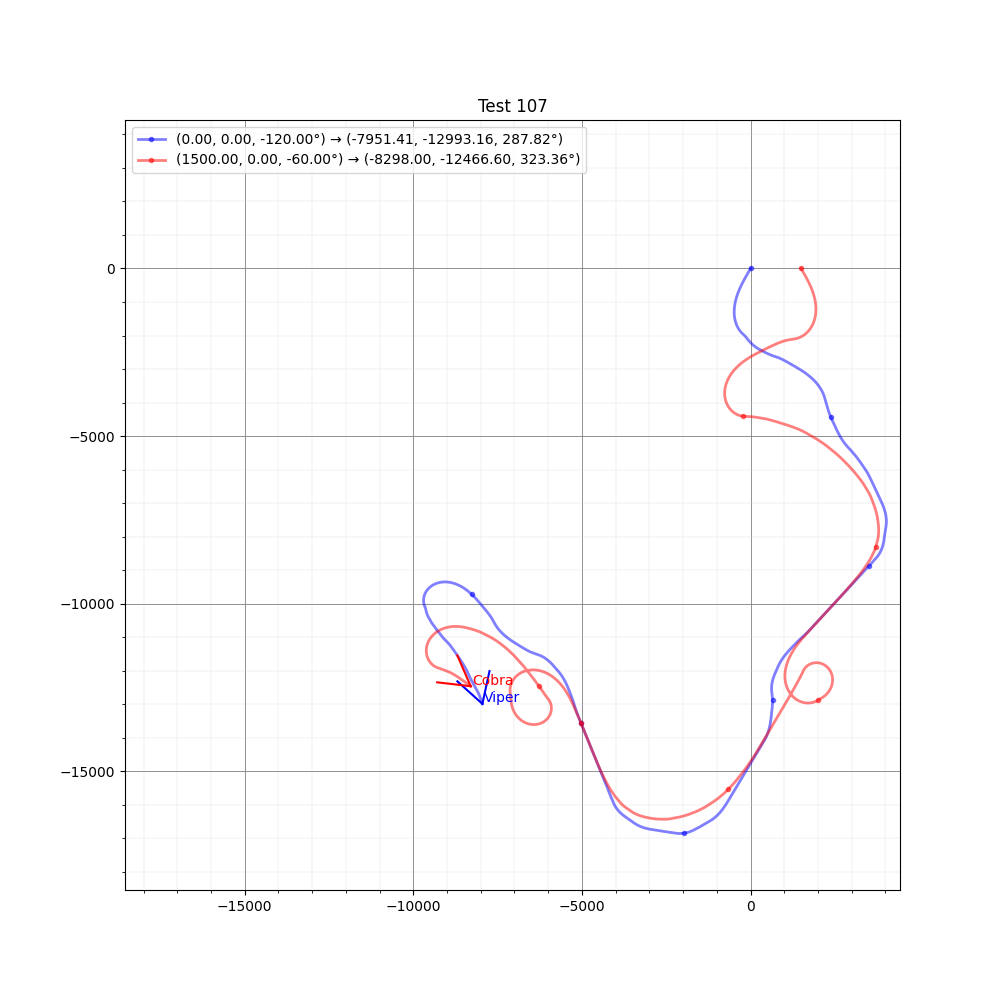 Test 107
(0.00, 0.00, -120.00°) → (-7951.41, -12993.16, 287.82°)
(1500.00, 0.00, -60.00°) → (-8298.00, -12466.60, 323.36°)
0
−5000
−10000
Cobra
Viper
−15000
−15000
−10000
−5000
0